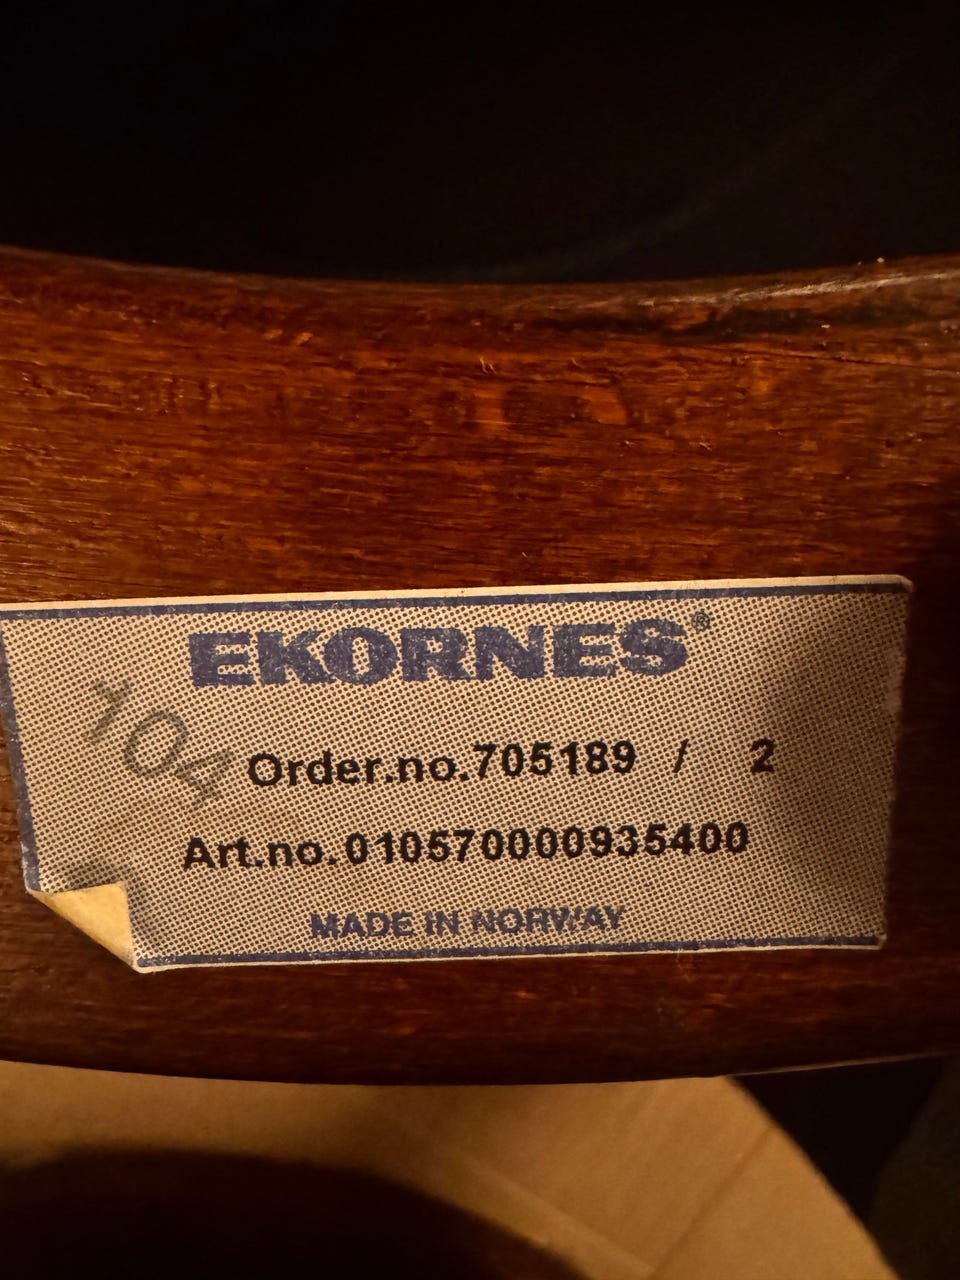 EKORNES®
104
Order.no.705189 / 2
Art.no.010570000935400
MADE IN NORWAY